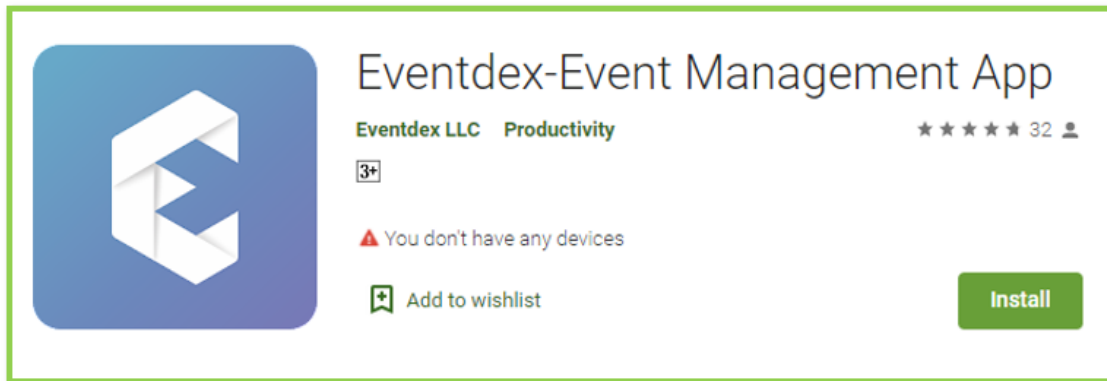 Eventdex-Event Management App
Eventdex LLC Productivity 32
3+
You don't have any devices
Add to wishlist
Install